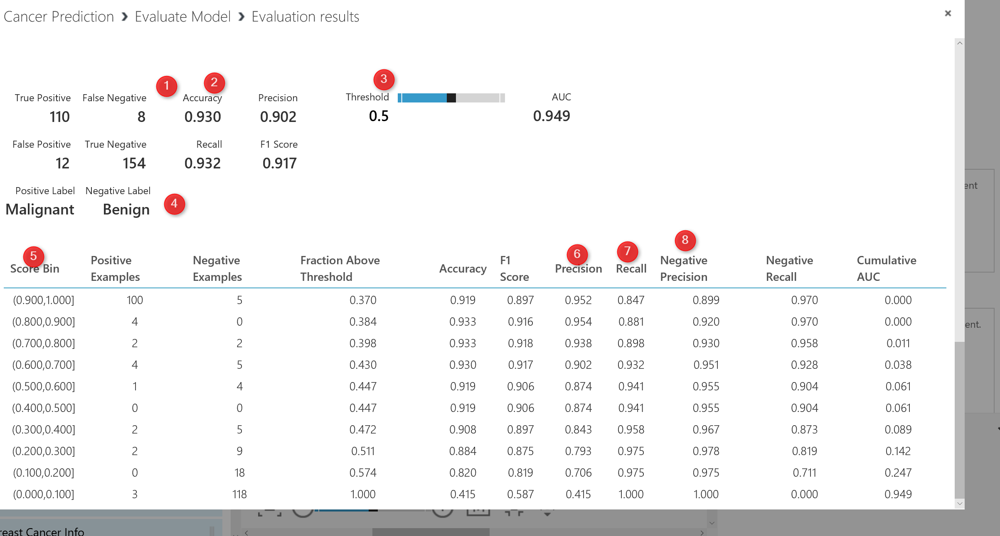 Cancer Prediction › Evaluate Model › Evaluation results
1 2 3
True Positive False Negative Accuracy Precision Threshold AUC
110 8 0.930 0.902 0.5 0.949
False Positive True Negative Recall F1 Score
12 154 0.932 0.917
Positive Label Negative Label
Malignant Benign 4
5 6 7 8
Score Bin Positive Examples Negative Examples Fraction Above Threshold Accuracy F1 Score Precision Recall Negative Precision Negative Recall Cumulative AUC
(0.900,1.000] 100 5 0.370 0.919 0.897 0.952 0.847 0.899 0.970 0.000
(0.800,0.900] 4 0 0.384 0.933 0.916 0.954 0.881 0.920 0.970 0.000
(0.700,0.800] 2 2 0.398 0.933 0.918 0.938 0.898 0.930 0.958 0.011
(0.600,0.700] 4 5 0.430 0.930 0.917 0.902 0.932 0.951 0.928 0.038
(0.500,0.600] 1 4 0.447 0.919 0.906 0.874 0.941 0.955 0.904 0.061
(0.400,0.500] 0 0 0.447 0.919 0.906 0.874 0.941 0.955 0.904 0.061
(0.300,0.400] 2 5 0.472 0.908 0.897 0.843 0.958 0.967 0.873 0.089
(0.200,0.300] 2 9 0.511 0.884 0.875 0.793 0.975 0.978 0.819 0.142
(0.100,0.200] 0 18 0.574 0.820 0.819 0.706 0.975 0.975 0.711 0.247
(0.000,0.100] 3 118 1.000 0.415 0.587 0.415 1.000 1.000 0.000 0.949
ent
ent.
reast Cancer Info